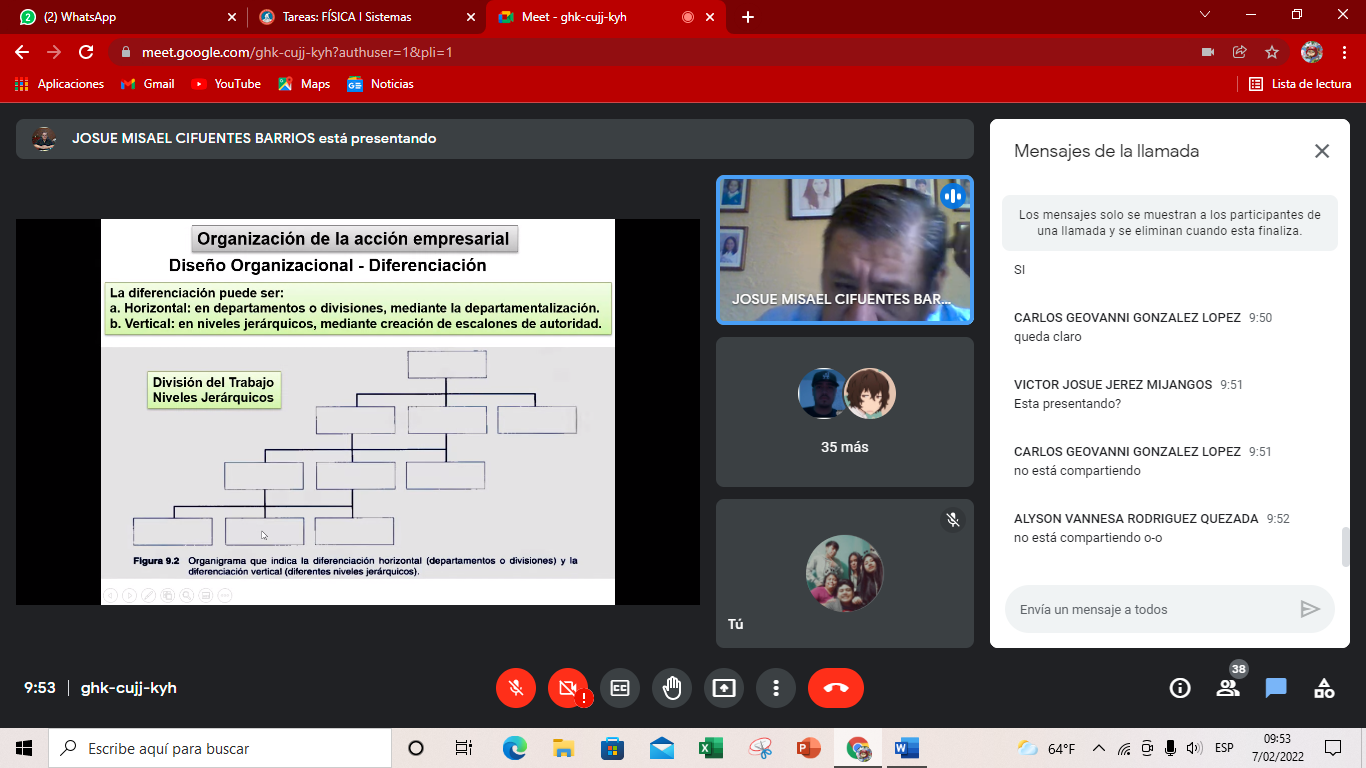 (2) WhatsApp
Tareas: FÍSICA I Sistemas
Meet - ghk-cujj-kyh
meet.google.com/ghk-cujj-kyh?authuser=1&pli=1
Aplicaciones
Gmail
YouTube
Maps
Noticias
Lista de lectura
JOSUE MISAEL CIFUENTES BARRIOS está presentando
Organización de la acción empresarial
Diseño Organizacional - Diferenciación
La diferenciación puede ser:
a. Horizontal: en departamentos o divisiones, mediante la departamentalización.
b. Vertical: en niveles jerárquicos, mediante creación de escalones de autoridad.
División del Trabajo
Niveles Jerárquicos
Figura 9.2 Organigrama que indica la diferenciación horizontal (departamentos o divisiones) y la
diferenciación vertical (diferentes niveles jerárquicos).
JOSUE MISAEL CIFUENTES BAR...
35 más
Tú
Mensajes de la llamada
Los mensajes solo se muestran a los participantes de
una llamada y se eliminan cuando esta finaliza.
SI
CARLOS GEOVANNI GONZALEZ LOPEZ 9:50
queda claro
VICTOR JOSUE JEREZ MIJANGOS 9:51
Esta presentando?
CARLOS GEOVANNI GONZALEZ LOPEZ 9:51
no está compartiendo
ALYSON VANNESA RODRIGUEZ QUEZADA 9:52
no está compartiendo o-o
Envía un mensaje a todos
9:53 | ghk-cujj-kyh
38
Escribe aquí para buscar
64°F
ESP
09:53
7/02/2022